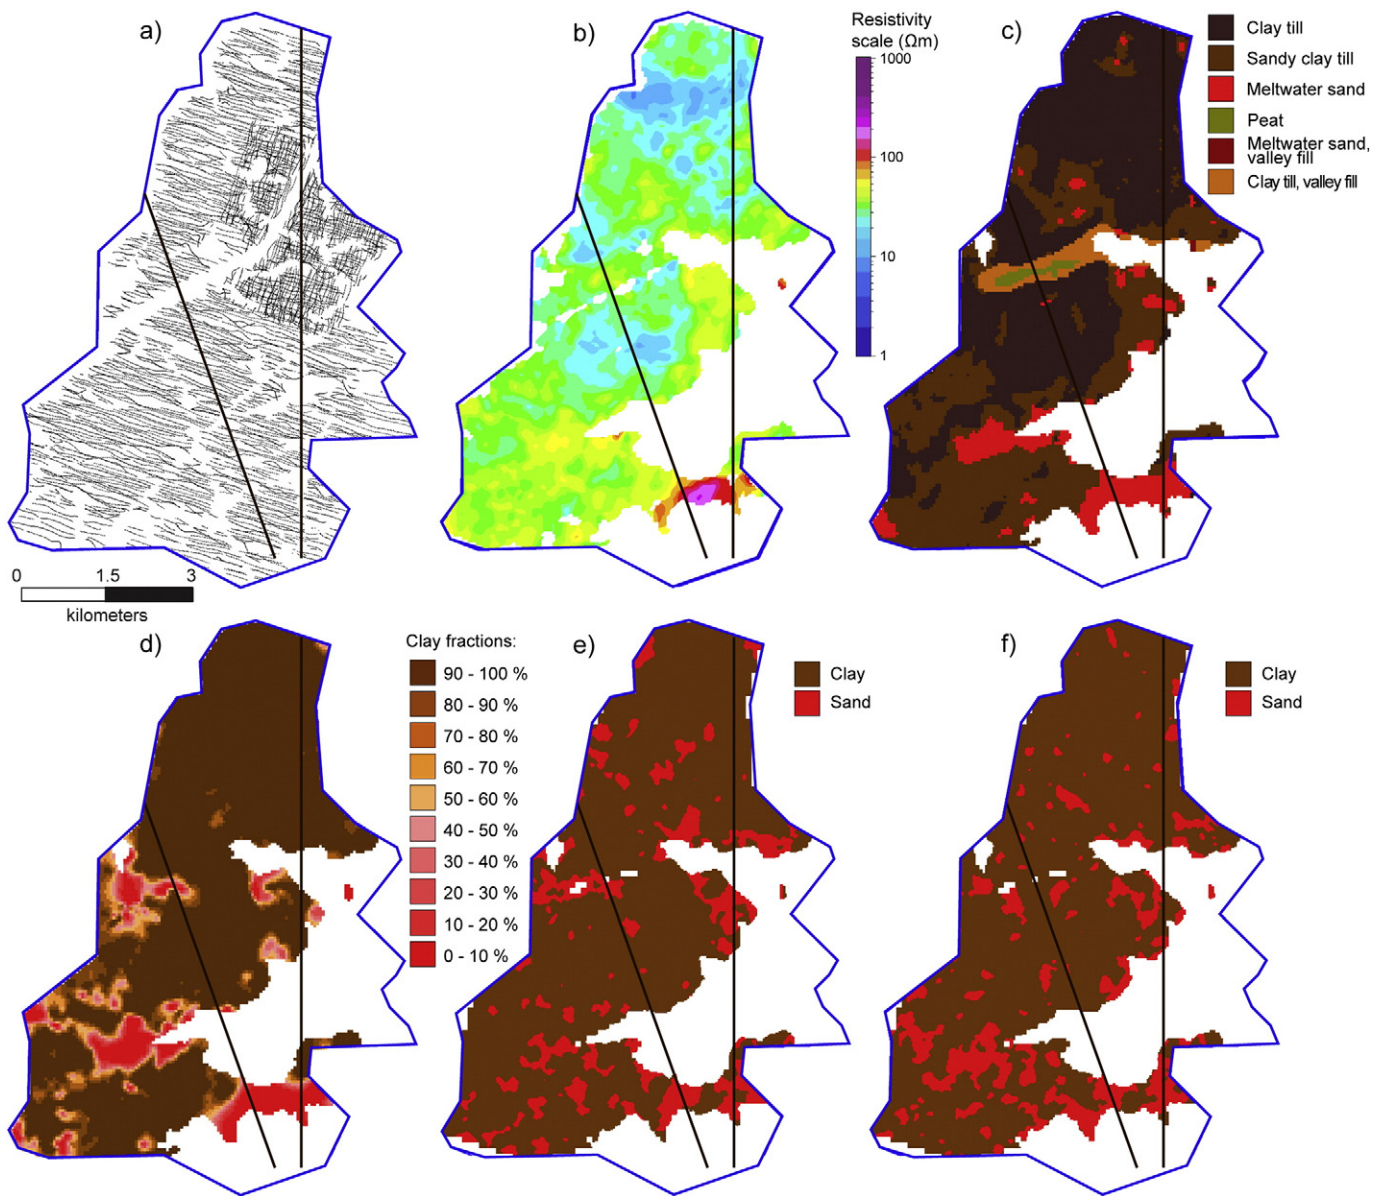 a)
b)
Resistivity
scale (Ωm)
1000
100
10
1
c)
Clay till
Sandy clay till
Meltwater sand
Peat
Meltwater sand,
valley fill
Clay till, valley fill
0 1.5 3
kilometers
d)
Clay fractions:
90 - 100 %
80 - 90 %
70 - 80 %
60 - 70 %
50 - 60 %
40 - 50 %
30 - 40 %
20 - 30 %
10 - 20 %
0 - 10 %
e)
Clay
Sand
f)
Clay
Sand